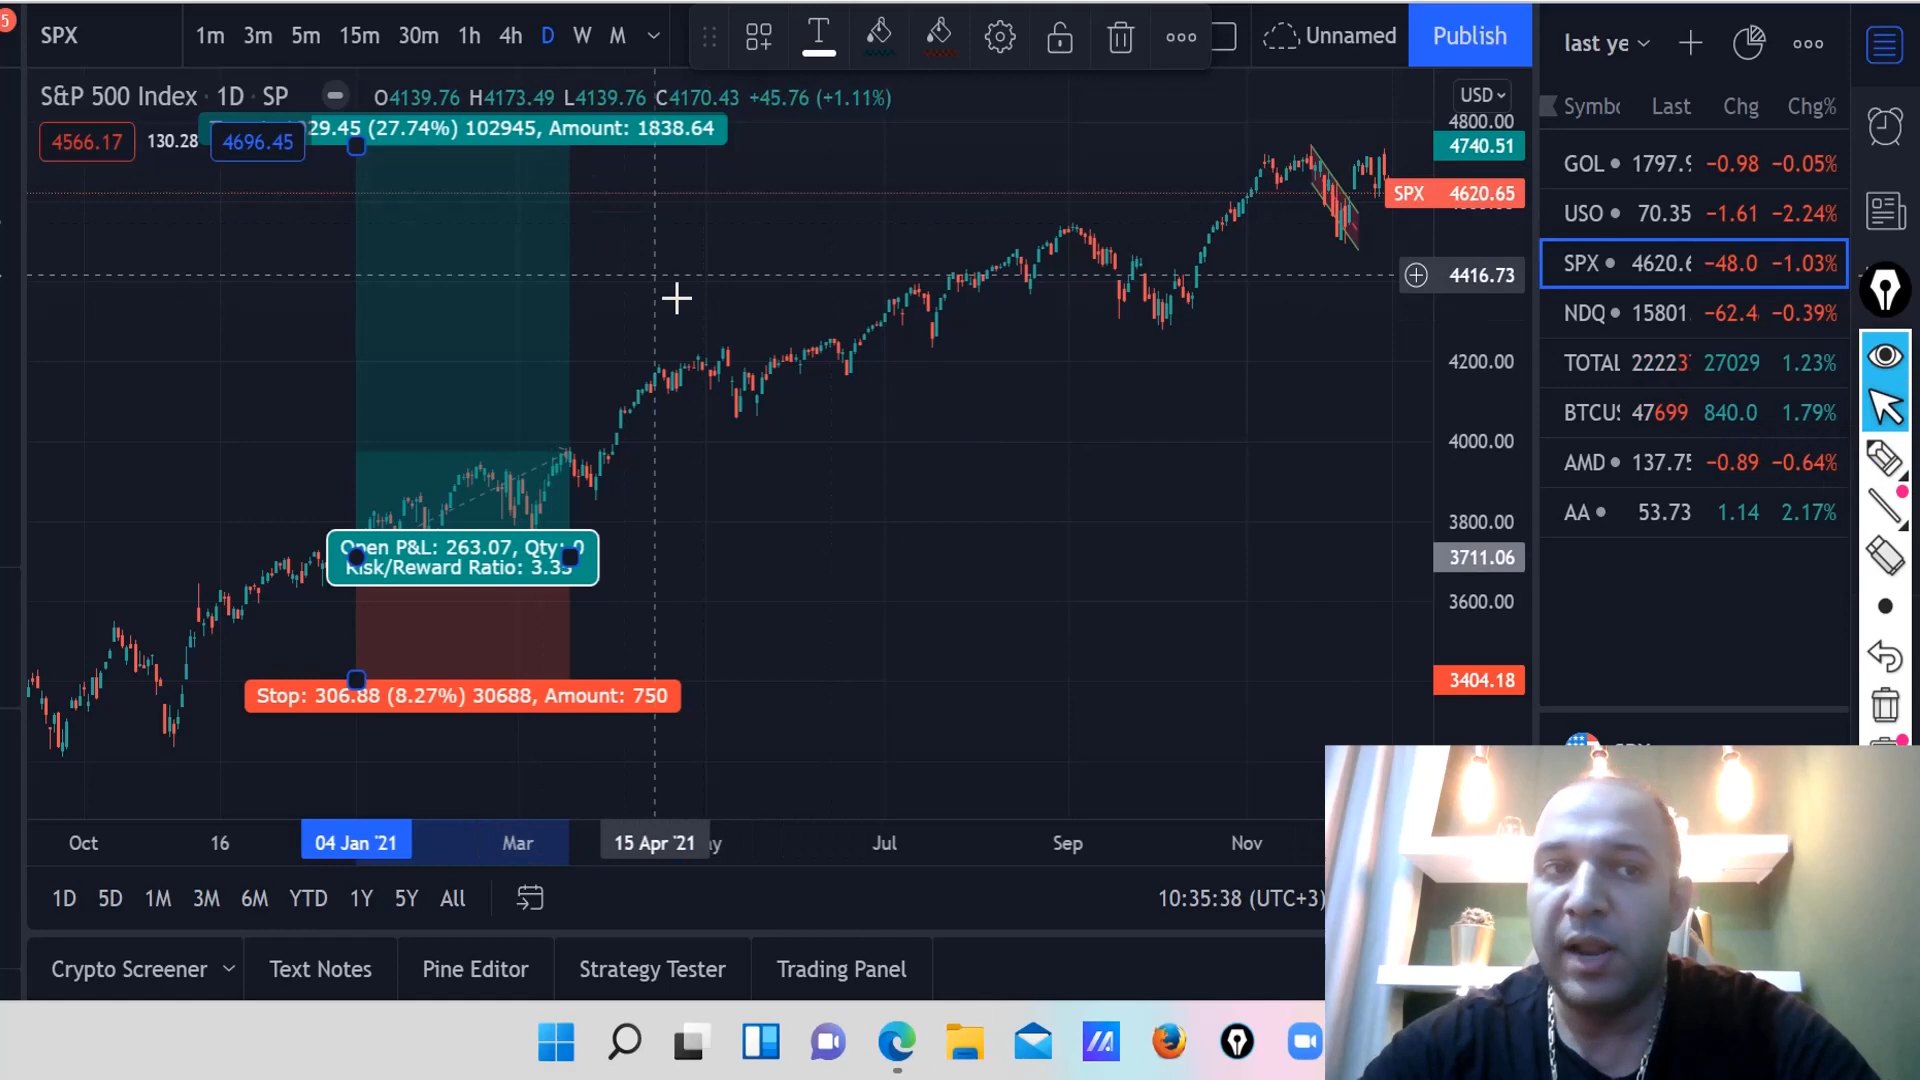 5
SPX
1m 3m 5m 15m 30m 1h 4h D W M
T
Unnamed
Publish
last ye
S&P 500 Index · 1D · SP
O4139.76 H4173.49 L4139.76 C4170.43 +45.76 (+1.11%)
USD
Last Chg Chg%
29.45 (27.74%) 102945, Amount: 1838.64
4566.17 130.28 4696.45
4800.00
4740.51
SPX 4620.65
4416.73
4200.00
4000.00
3800.00
3711.06
3600.00
3404.18
GOL 1797.9 −0.98 −0.05%
USO 70.35 −1.61 −2.24%
SPX 4620.6 −48.0 −1.03%
NDQ 15801 −62.4 −0.39%
TOTAL 22223 27029 1.23%
BTCUS 47699 840.0 1.79%
AMD 137.75 −0.89 −0.64%
AA 53.73 1.14 2.17%
Open P&L: 263.07, Qty: 0
Risk/Reward Ratio: 3.35
Stop: 306.88 (8.27%) 30688, Amount: 750
Oct 16 04 Jan '21 Mar 15 Apr '21 Jul Sep Nov
1D 5D 1M 3M 6M YTD 1Y 5Y All
10:35:38 (UTC+3)
Crypto Screener Text Notes Pine Editor Strategy Tester Trading Panel